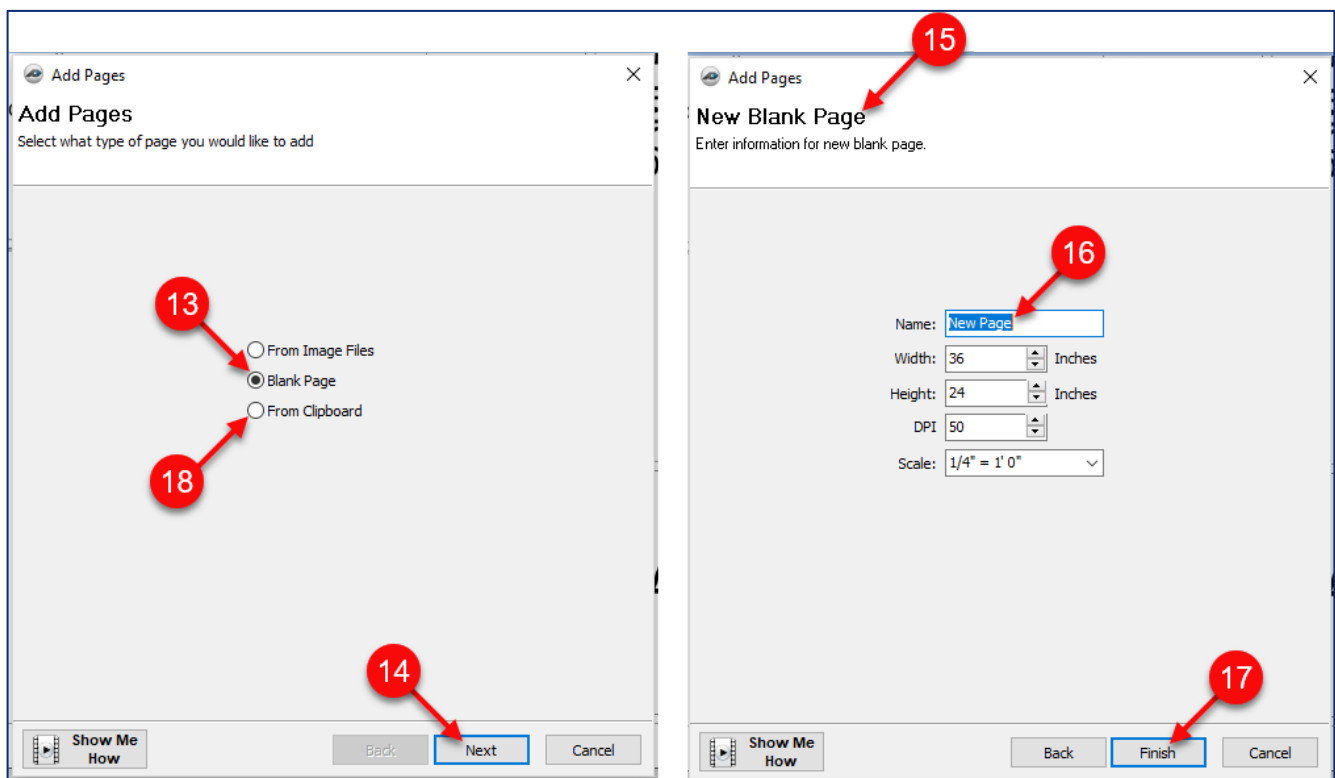 Add Pages
Add Pages
Select what type of page you would like to add
13
From Image Files
Blank Page
From Clipboard
18
14
Show Me
How
Back
Next
Cancel
15
Add Pages
New Blank Page
Enter information for new blank page.
16
Name: New Page
Width: 36 Inches
Height: 24 Inches
DPI 50
Scale: 1/4" = 1' 0"
17
Show Me
How
Back
Finish
Cancel